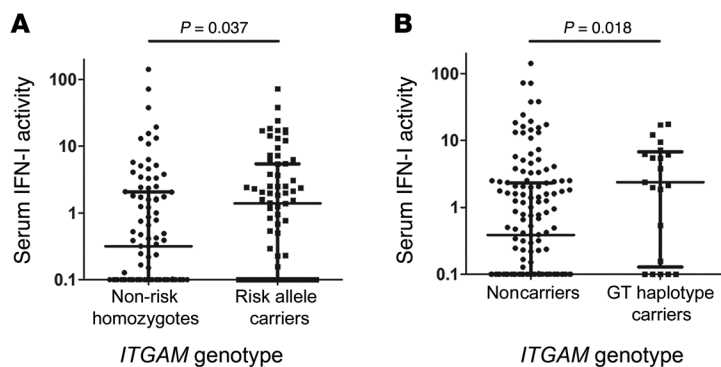 A
P = 0.037
Serum IFN-I activity
100
10
1
0.1
Non-risk homozygotes
Risk allele carriers
ITGAM genotype
B
P = 0.018
Serum IFN-I activity
100
10
1
0.1
Noncarriers
GT haplotype carriers
ITGAM genotype